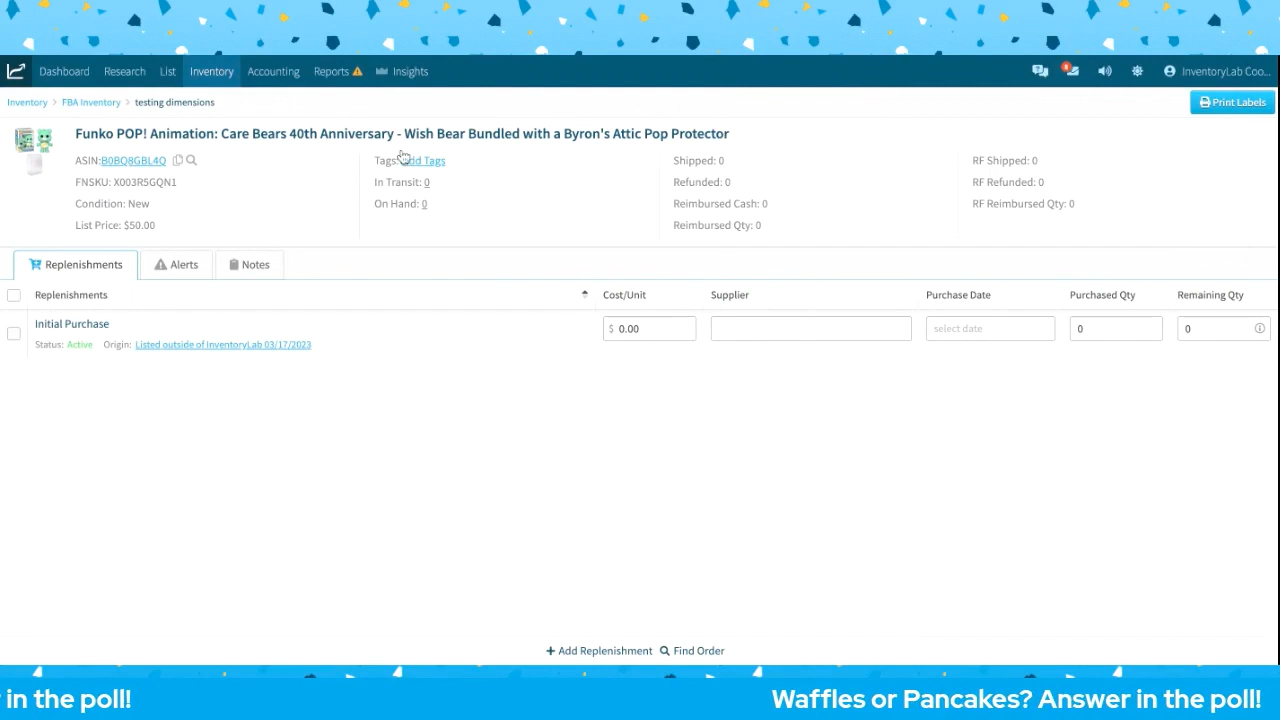 Dashboard Research List Inventory Accounting Reports Insights InventoryLab Coo...
Inventory > FBA Inventory > testing dimensions Print Labels
Funko POP! Animation: Care Bears 40th Anniversary - Wish Bear Bundled with a Byron's Attic Pop Protector
ASIN:B0BQ8GBL4Q Tags: Add Tags Shipped: 0 RF Shipped: 0
FNSKU: X003R5GQN1 In Transit: 0 Refunded: 0 RF Refunded: 0
Condition: New On Hand: 0 Reimbursed Cash: 0 RF Reimbursed Qty: 0
List Price: $50.00 Reimbursed Qty: 0
Replenishments Alerts Notes
Replenishments Cost/Unit Supplier Purchase Date Purchased Qty Remaining Qty
Initial Purchase $ 0.00 select date 0 0
Status: Active Origin: Listed outside of InventoryLab 03/17/2023
+ Add Replenishment Find Order
in the poll! Waffles or Pancakes? Answer in the poll!